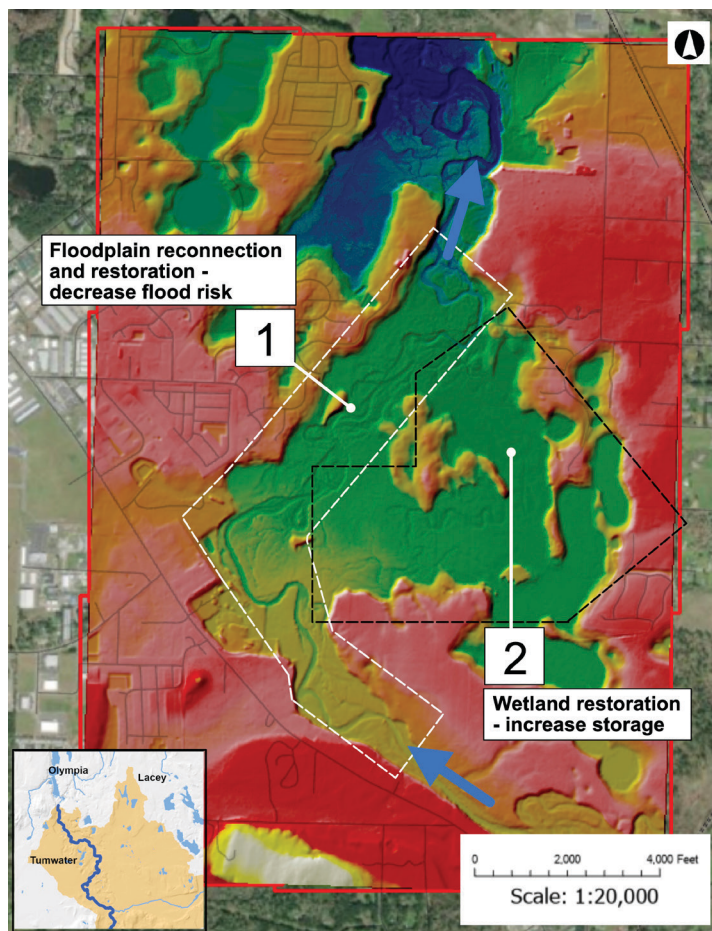 Floodplain reconnection
and restoration -
decrease flood risk
1
2
Wetland restoration
- increase storage
Olympia
Lacey
Tumwater
0 2,000 4,000 Feet
Scale: 1:20,000